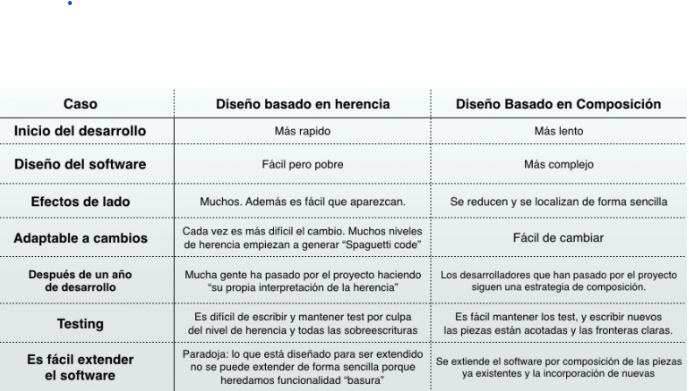 Caso
Diseño basado en herencia
Diseño Basado en Composición
Inicio del desarrollo
Más rapido
Más lento
Diseño del software
Fácil pero pobre
Más complejo
Efectos de lado
Muchos. Además es fácil que aparezcan.
Se reducen y se localizan de forma sencilla
Adaptable a cambios
Cada vez es más difícil el cambio. Muchos niveles
de herencia empiezan a generar “Spaguetti code”
Fácil de cambiar
Después de un año
de desarrollo
Mucha gente ha pasado por el proyecto haciendo
“su propia interpretación de la herencia”
Los desarrolladores que han pasado por el proyecto
siguen una estrategia de composición.
Testing
Es difícil de escribir y mantener test por culpa
del nivel de herencia y todas las sobreescrituras
Es fácil mantener los test, y escribir nuevos
las piezas están acotadas y las fronteras claras.
Es fácil extender
el software
Paradoja: lo que está diseñado para ser extendido
no se puede extender de forma sencilla porque
heredamos funcionalidad “basura”
Se extiende el software por composición de las piezas
ya existentes y la incorporación de nuevas